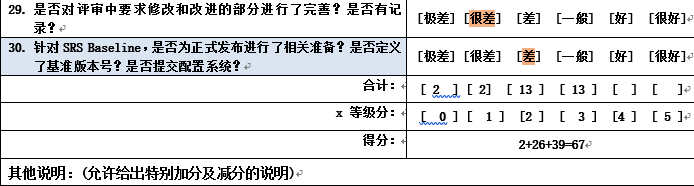 29. 是否对评审中要求修改和改进的部分进行了完善？是否有记 [极差] [很差] [差] [一般] [好] [很好]
录？
30. 针对 SRS Baseline，是否为正式发布进行了相关准备？是否定义 [极差] [很差] [差] [一般] [好] [很好]
了基准版本号？是否提交配置系统？
合计： [ 2 ] [ 2] [ 13 ] [ 13 ] [ ] [ ]
x 等级分： [ 0 ] [ 1 ] [2 ] [ 3 ] [4 ] [ 5 ]
得分： 2+26+39=67
其他说明：(允许给出特别加分及减分的说明)